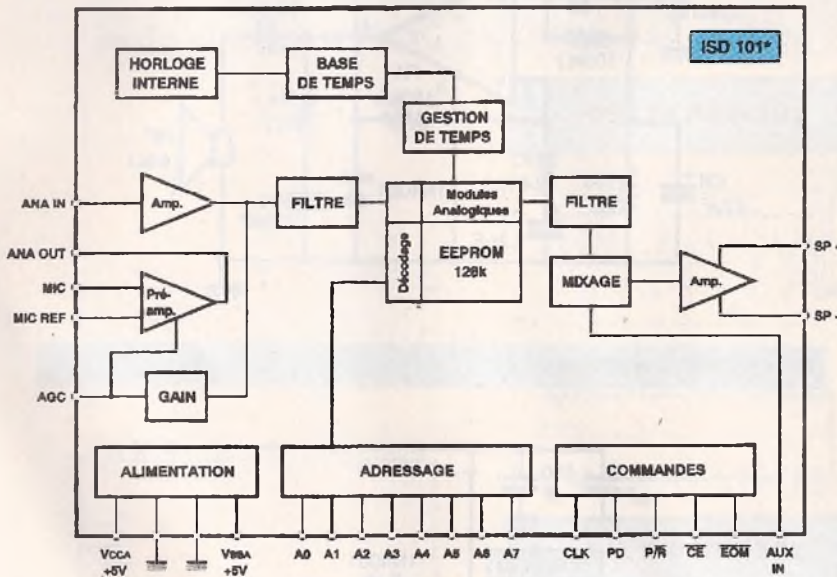 ISD 101*
HORLOGE
INTERNE
BASE
DE TEMPS
GESTION
DE TEMPS
ANA IN
Amp.
FILTRE
Modules
Analogiques
FILTRE
ANA OUT
Décodage
EEPROM
128k
SP
MIC
Pré-
amp.
MIXAGE
Amp.
MIC REF
SP
AGC
GAIN
ALIMENTATION
ADRESSAGE
COMMANDES
VCCA
+5V
VSSA
+5V
A0 A1 A2 A3 A4 A5 A6 A7
CLK PD P/R̅ C̅E̅ E̅O̅M̅ AUX
IN